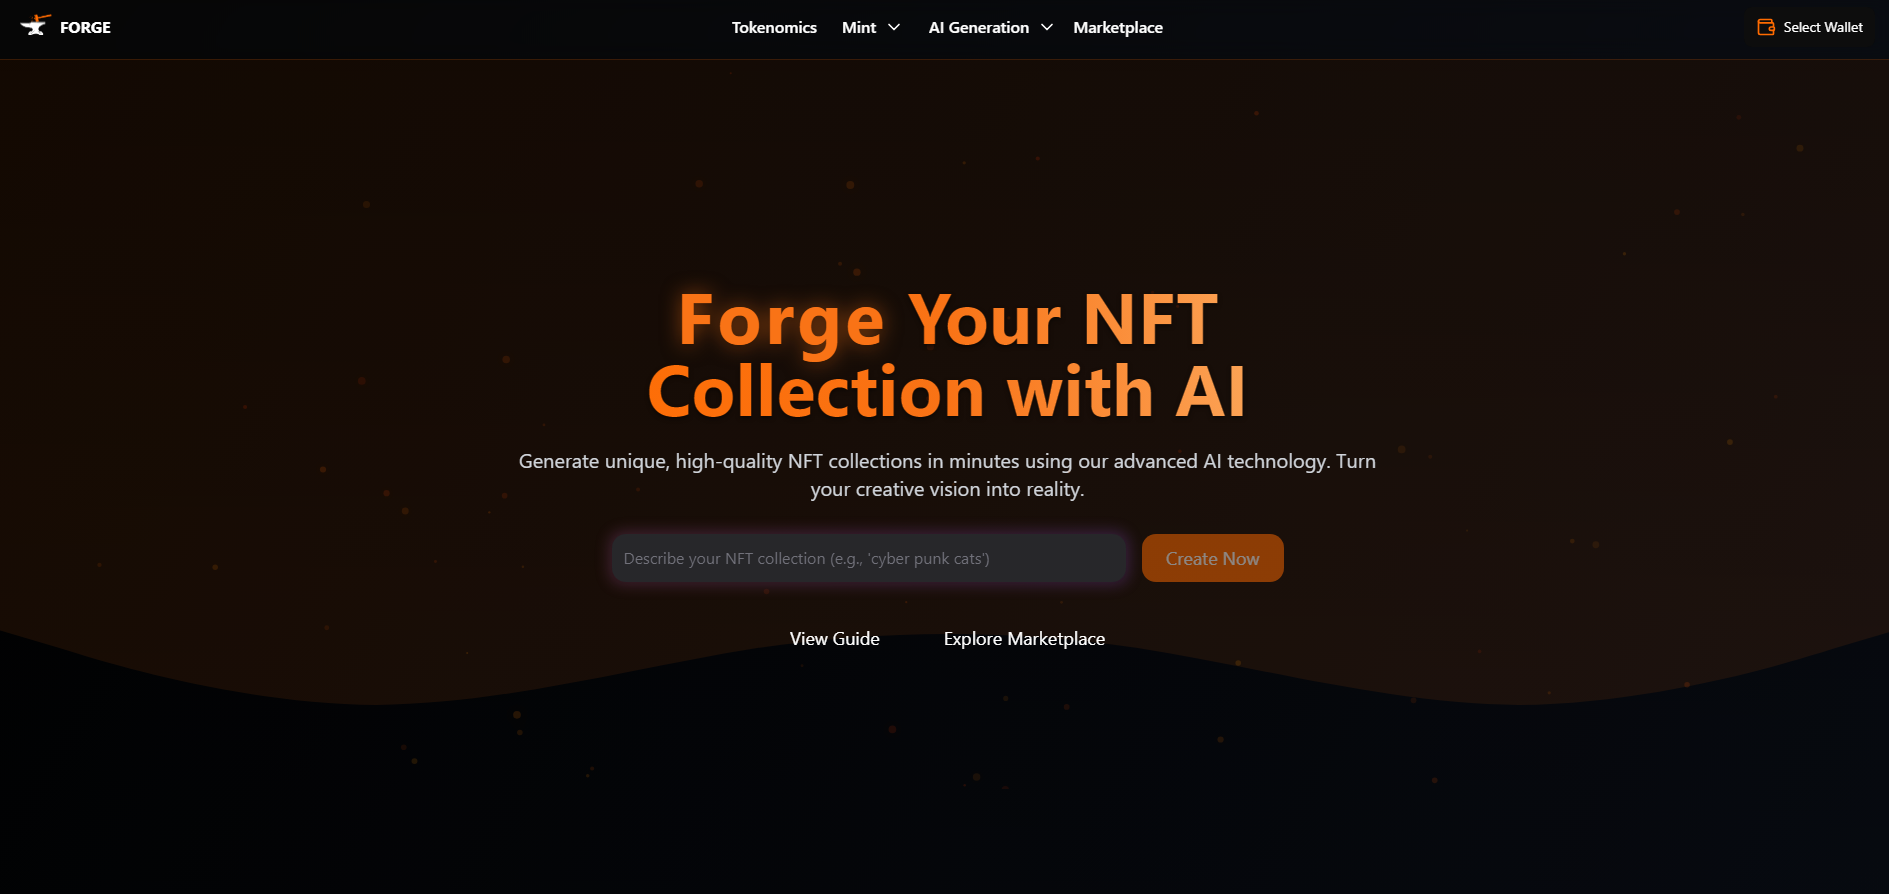 FORGE
Tokenomics
Mint
AI Generation
Marketplace
Select Wallet
Forge Your NFT
Collection with AI
Generate unique, high-quality NFT collections in minutes using our advanced AI technology. Turn
your creative vision into reality.
Describe your NFT collection (e.g., 'cyber punk cats')
Create Now
View Guide
Explore Marketplace